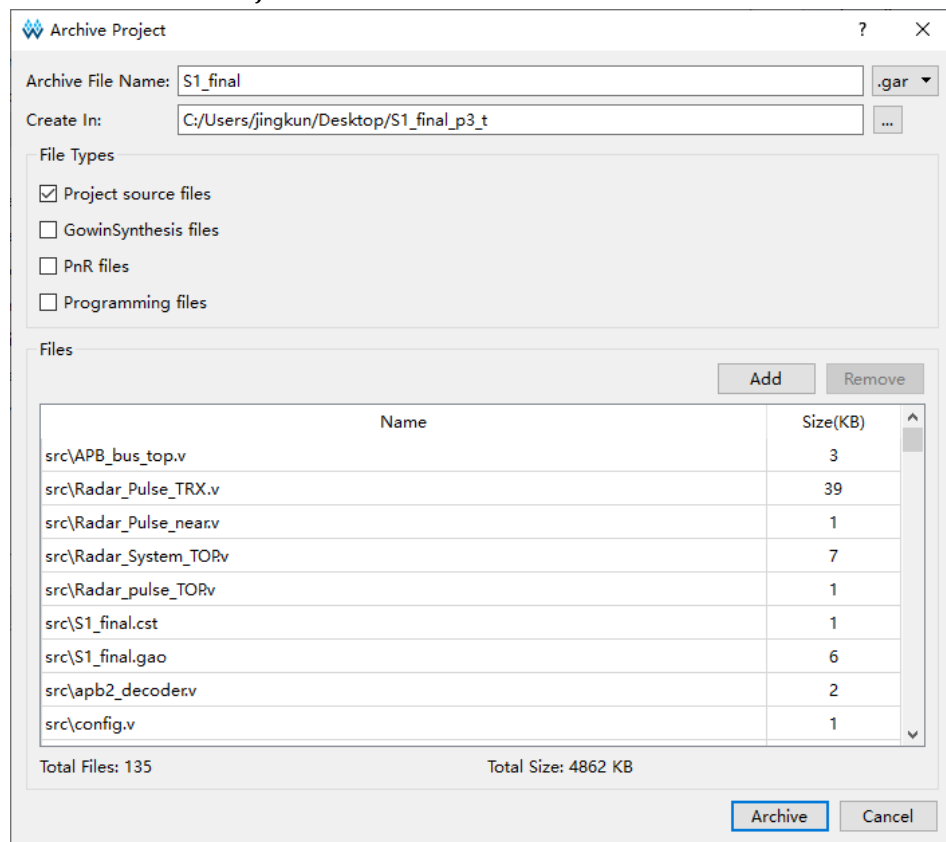 Archive Project ? ×
Archive File Name: S1_final .gar
Create In: C:/Users/jingkun/Desktop/S1_final_p3_t ...
File Types
Project source files
GowinSynthesis files
PnR files
Programming files
Files
Add Remove
Name Size(KB)
src\APB_bus_top.v 3
src\Radar_Pulse_TRX.v 39
src\Radar_Pulse_near.v 1
src\Radar_System_TOP.v 7
src\Radar_pulse_TOP.v 1
src\S1_final.cst 1
src\S1_final.gao 6
src\apb2_decoder.v 2
src\config.v 1
Total Files: 135 Total Size: 4862 KB
Archive Cancel